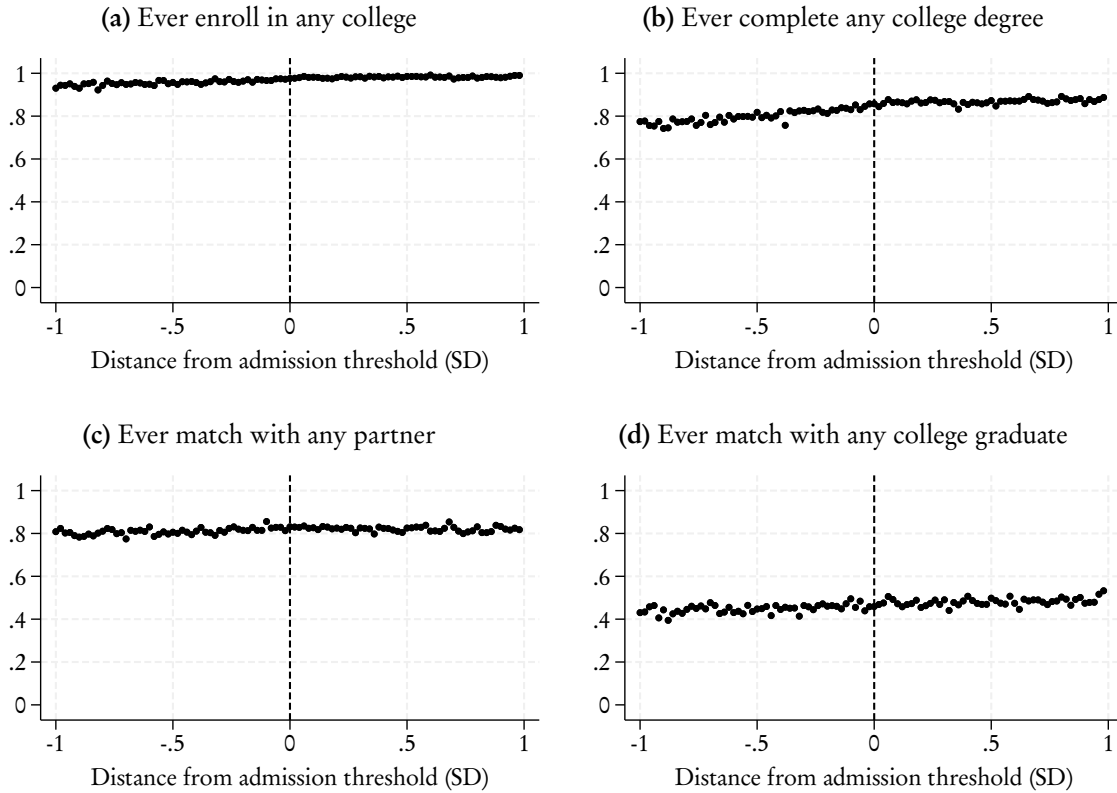 (a) Ever enroll in any college
1
.8
.6
.4
.2
0
-1 -.5 0 .5 1
Distance from admission threshold (SD)
(b) Ever complete any college degree
1
.8
.6
.4
.2
0
-1 -.5 0 .5 1
Distance from admission threshold (SD)
(c) Ever match with any partner
1
.8
.6
.4
.2
0
-1 -.5 0 .5 1
Distance from admission threshold (SD)
(d) Ever match with any college graduate
1
.8
.6
.4
.2
0
-1 -.5 0 .5 1
Distance from admission threshold (SD)